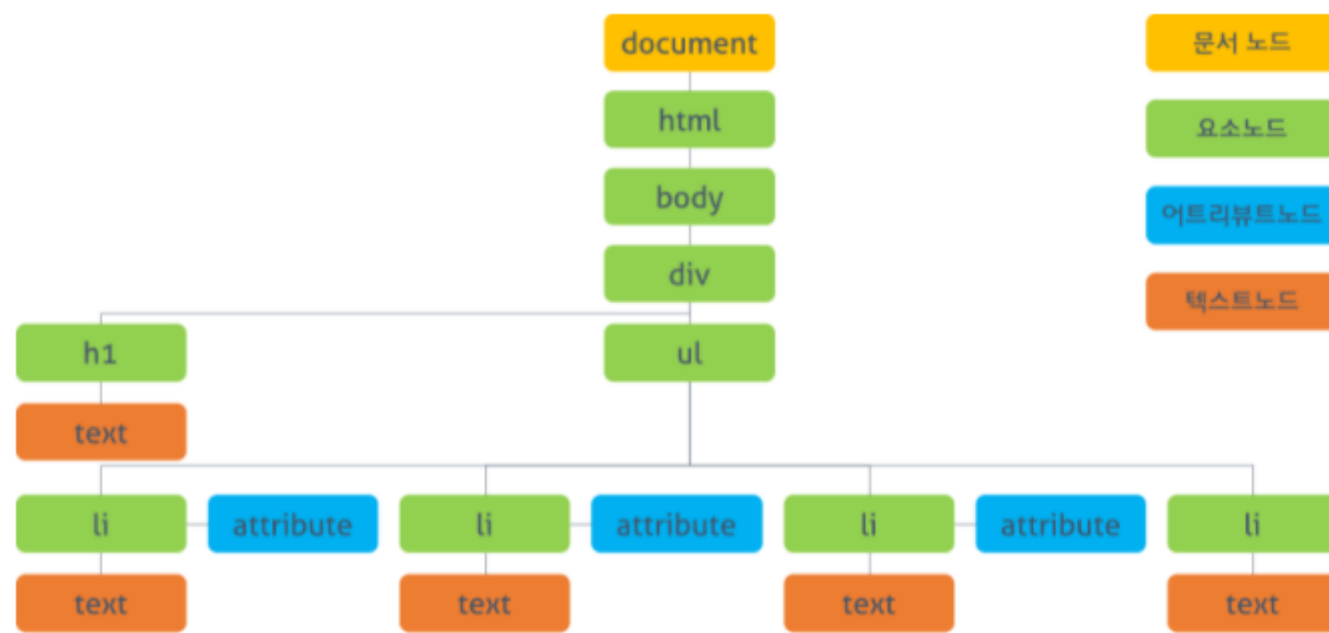 document
문서 노드
html
요소노드
body
어트리뷰트노드
div
텍스트노드
h1
ul
text
li
attribute
li
attribute
li
attribute
li
text
text
text
text